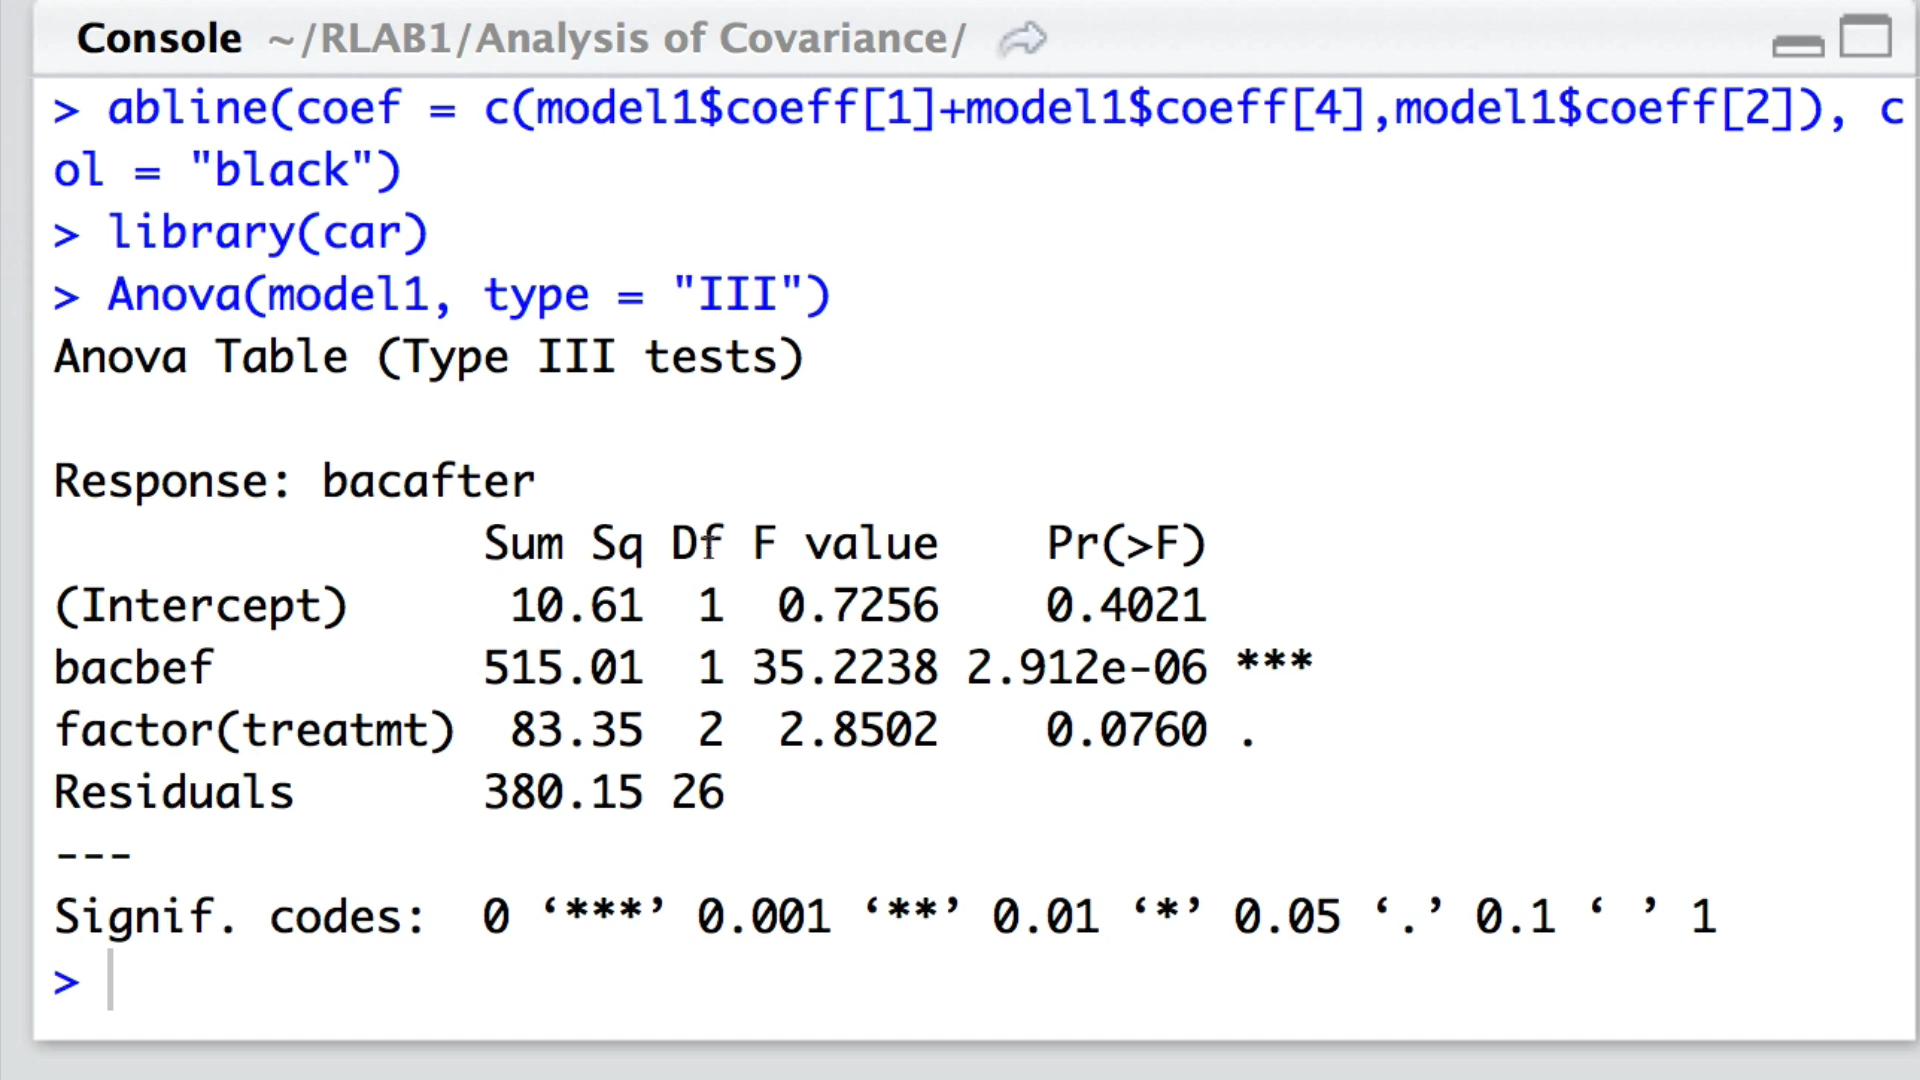 Console ~/RLAB1/Analysis of Covariance/
> abline(coef = c(model1$coeff[1]+model1$coeff[4],model1$coeff[2]), c
ol = "black")
> library(car)
> Anova(model1, type = "III")
Anova Table (Type III tests)
Response: bacafter
Sum Sq Df F value Pr(>F)
(Intercept) 10.61 1 0.7256 0.4021
bacbef 515.01 1 35.2238 2.912e-06 ***
factor(treatmt) 83.35 2 2.8502 0.0760 .
Residuals 380.15 26
---
Signif. codes: 0 ‘***’ 0.001 ‘**’ 0.01 ‘*’ 0.05 ‘.’ 0.1 ‘ ’ 1
>